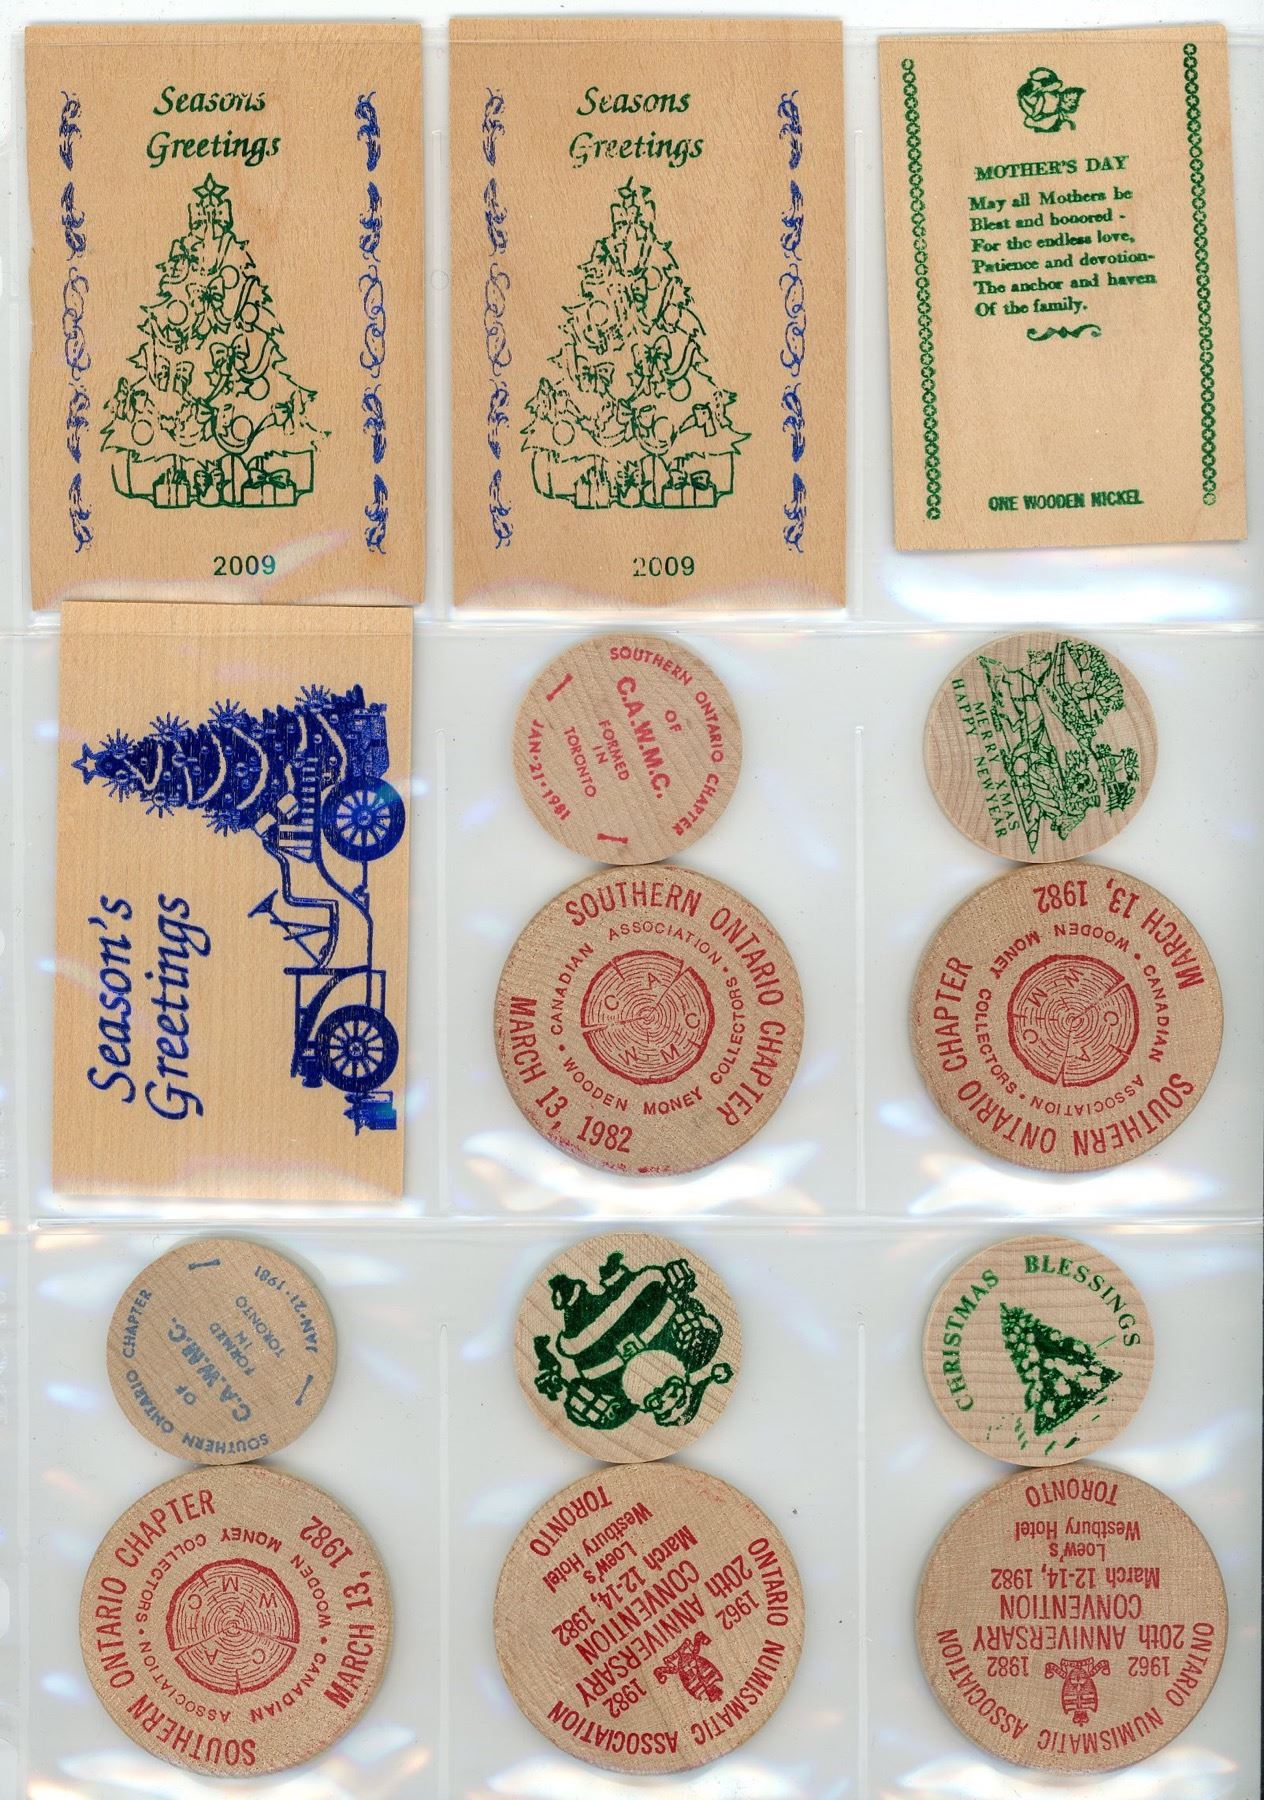 Seasons
Greetings
2009
Seasons
Greetings
2009
MOTHER'S DAY
May all Mothers be
Blest and honored -
For the endless love,
Patience and devotion-
The anchor and haven
Of the family.
ONE WOODEN NICKEL
Season's
Greetings
SOUTHERN ONTARIO CHAPTER
OF
C.A.W.M.C.
FORMED
IN
TORONTO
JAN·21·1981
1
1
MERRY XMAS
HAPPY NEW YEAR
SOUTHERN ONTARIO CHAPTER
CANADIAN ASSOCIATION
WOODEN MONEY COLLECTORS
C A T C M W
MARCH 13, 1982
SOUTHERN ONTARIO CHAPTER
CANADIAN ASSOCIATION
WOODEN MONEY COLLECTORS
MARCH 13, 1982
SOUTHERN ONTARIO CHAPTER
OF
C.A.W.M.C.
FORMED
IN
TORONTO
JAN·21·1981
1
1
CHRISTMAS BLESSINGS
SOUTHERN ONTARIO CHAPTER
CANADIAN ASSOCIATION
WOODEN MONEY COLLECTORS
MARCH 13, 1982
ONTARIO NUMISMATIC ASSOCIATION
1962 1982
20th ANNIVERSARY
CONVENTION
March 12-14, 1982
Loew's
Westbury Hotel
TORONTO
ONTARIO NUMISMATIC ASSOCIATION
1962 1982
20th ANNIVERSARY
CONVENTION
March 12-14, 1982
Loew's
Westbury Hotel
TORONTO